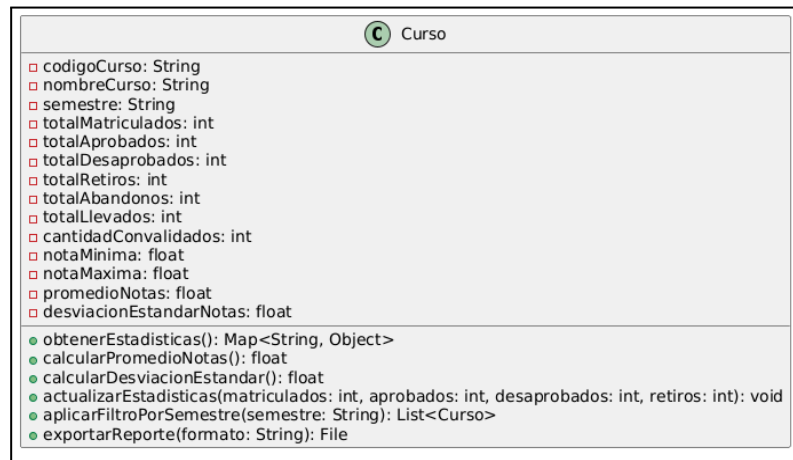 C Curso
codigoCurso: String
nombreCurso: String
semestre: String
totalMatriculados: int
totalAprobados: int
totalDesaprobados: int
totalRetiros: int
totalAbandonos: int
totalLlevados: int
cantidadConvalidados: int
notaMinima: float
notaMaxima: float
promedioNotas: float
desviacionEstandarNotas: float
obtenerEstadisticas(): Map<String, Object>
calcularPromedioNotas(): float
calcularDesviacionEstandar(): float
actualizarEstadisticas(matriculados: int, aprobados: int, desaprobados: int, retiros: int): void
aplicarFiltroPorSemestre(semestre: String): List<Curso>
exportarReporte(formato: String): File